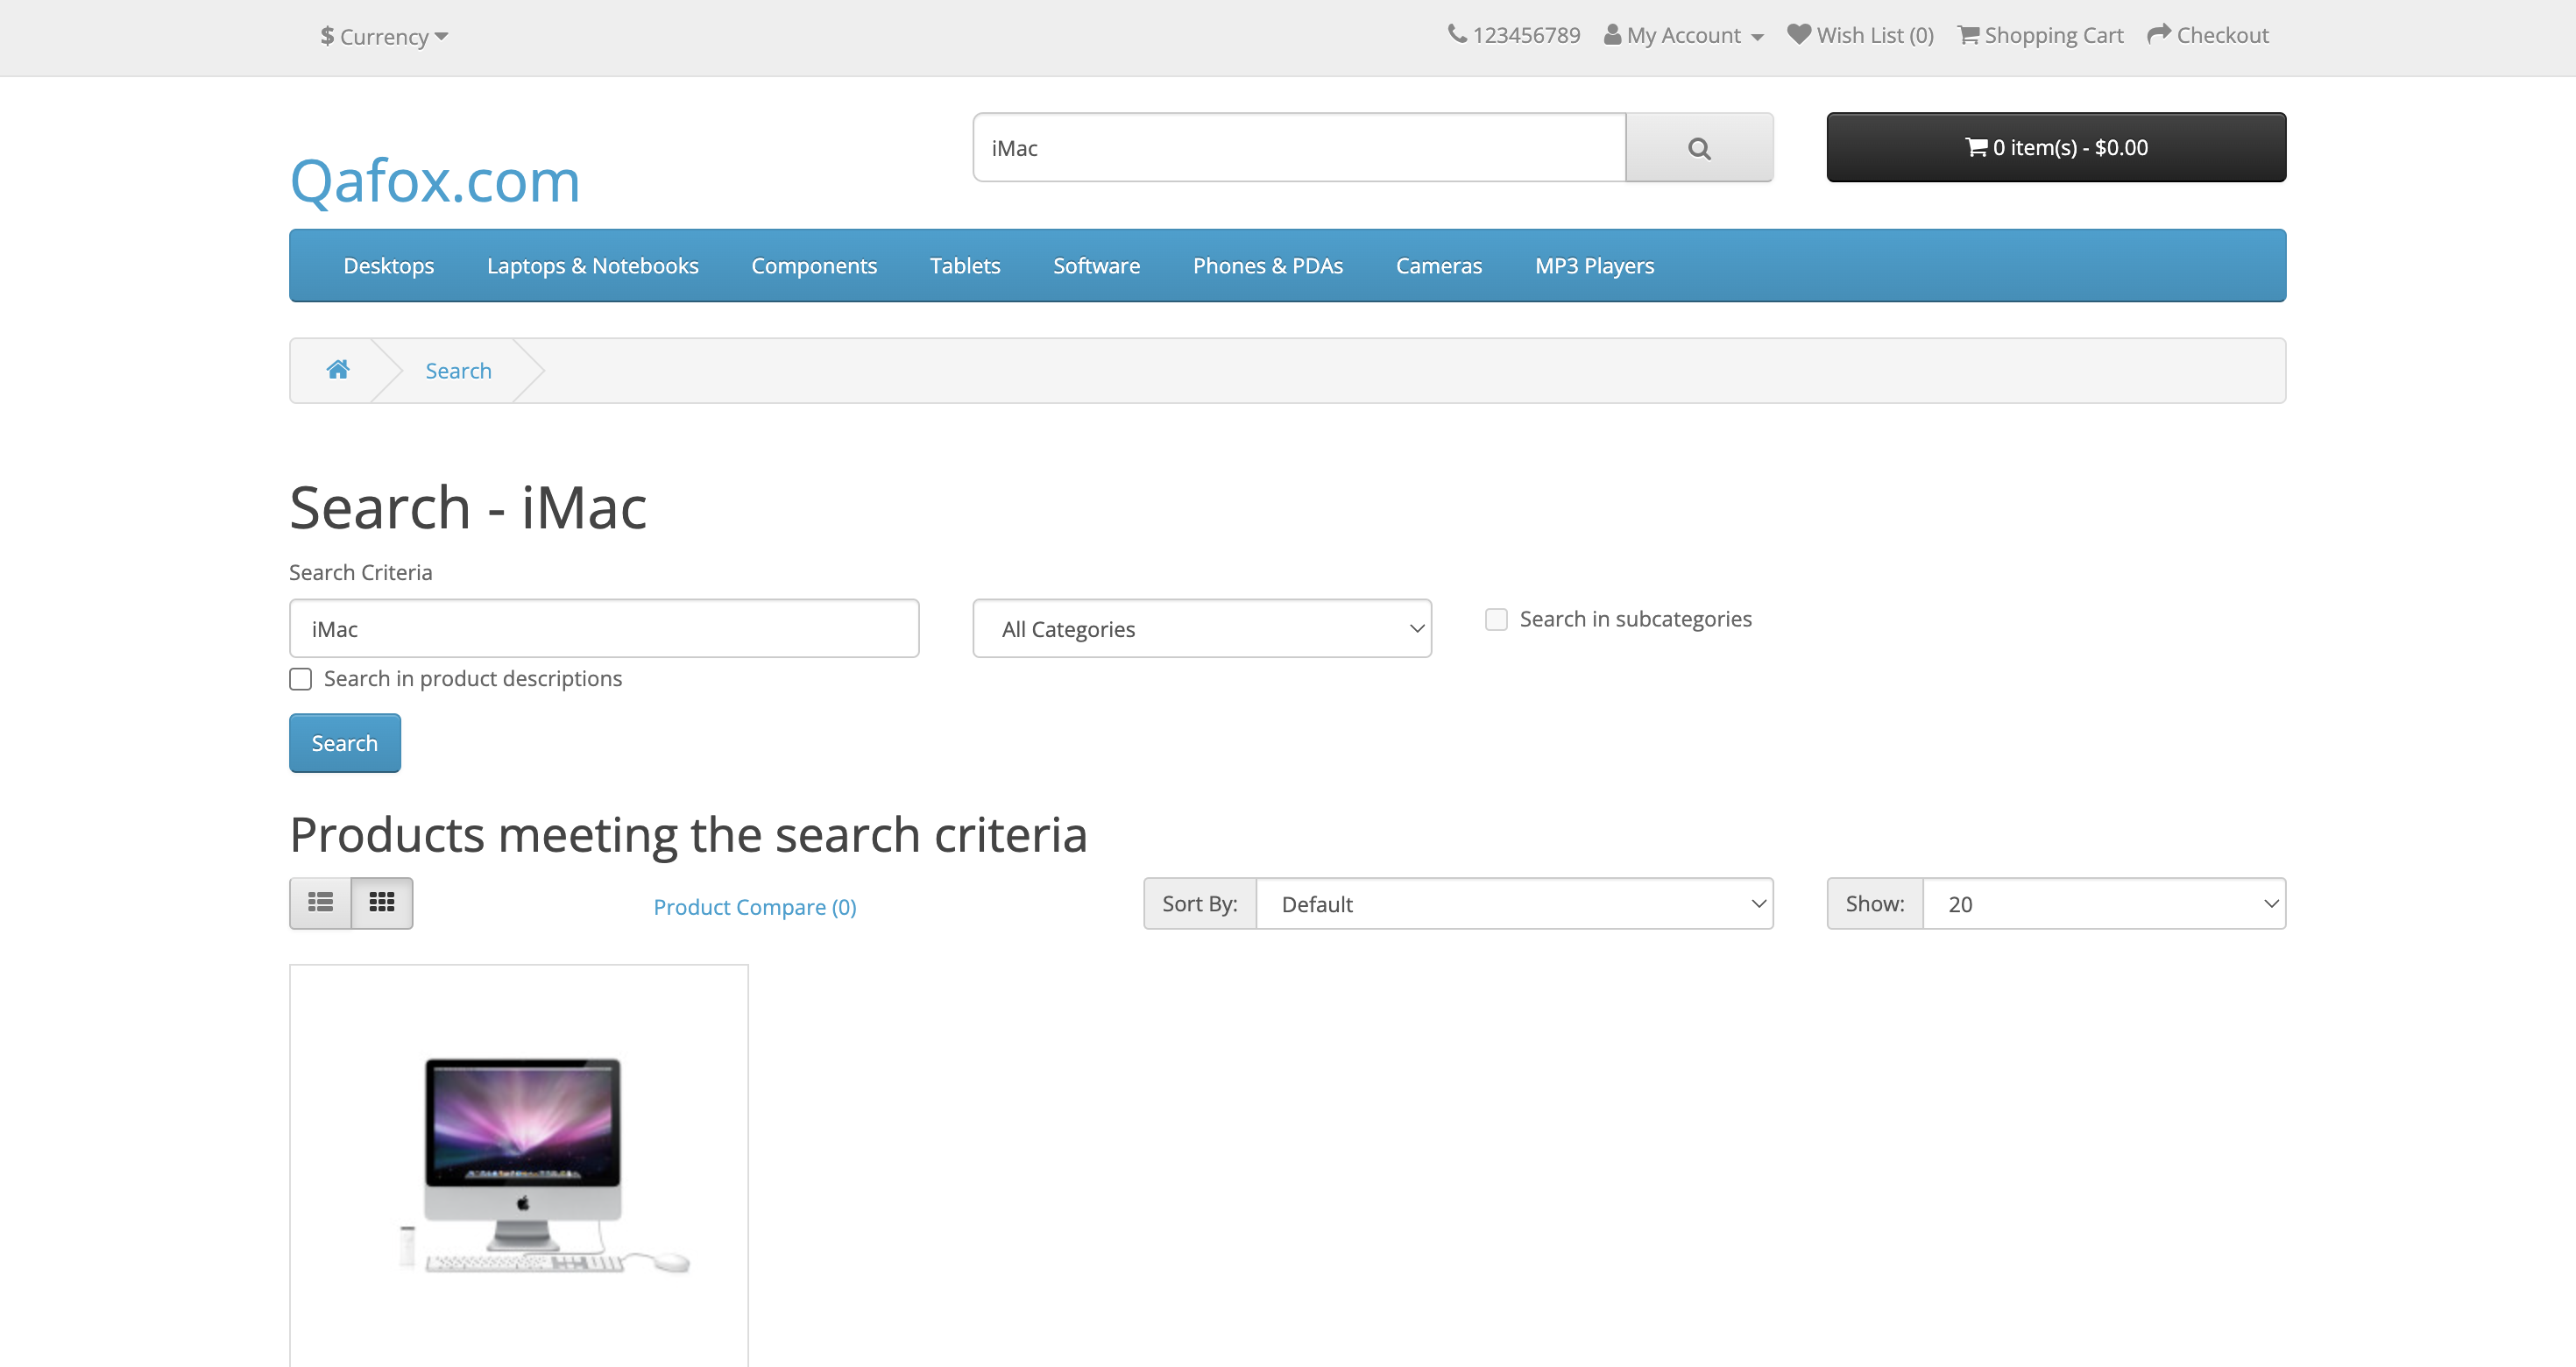 $ Currency
123456789 My Account Wish List (0) Shopping Cart Checkout
Qafox.com
iMac
0 item(s) - $0.00
Desktops Laptops & Notebooks Components Tablets Software Phones & PDAs Cameras MP3 Players
Search
Search - iMac
Search Criteria
iMac All Categories Search in subcategories
Search in product descriptions
Search
Products meeting the search criteria
Product Compare (0) Sort By: Default Show: 20